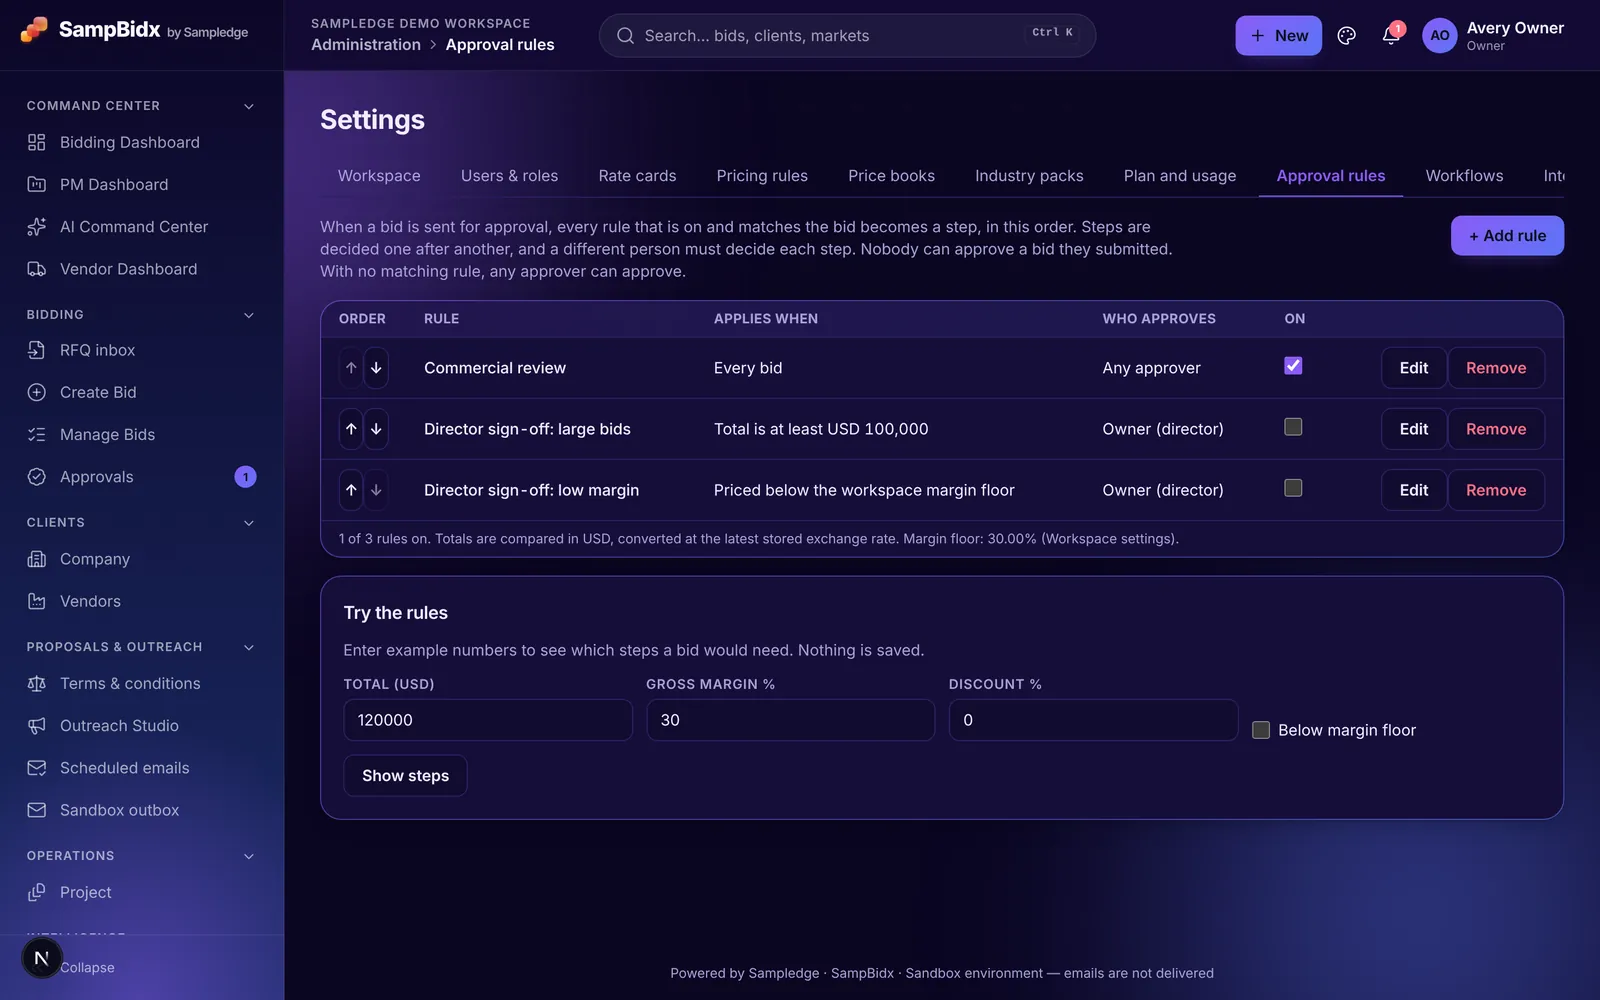 SampBidx by Sampledge
SAMPLEDGE DEMO WORKSPACE
Administration > Approval rules
Search... bids, clients, markets
Ctrl K
+ New
1
AO
Avery Owner
Owner
COMMAND CENTER
Bidding Dashboard
PM Dashboard
AI Command Center
Vendor Dashboard
BIDDING
RFQ inbox
Create Bid
Manage Bids
Approvals 1
CLIENTS
Company
Vendors
PROPOSALS & OUTREACH
Terms & conditions
Outreach Studio
Scheduled emails
Sandbox outbox
OPERATIONS
Project
N
Collapse
Settings
Workspace Users & roles Rate cards Pricing rules Price books Industry packs Plan and usage Approval rules Workflows
When a bid is sent for approval, every rule that is on and matches the bid becomes a step, in this order. Steps are
decided one after another, and a different person must decide each step. Nobody can approve a bid they submitted.
With no matching rule, any approver can approve.
+ Add rule
ORDER RULE APPLIES WHEN WHO APPROVES ON
↑ ↓ Commercial review Every bid Any approver Edit Remove
↑ ↓ Director sign-off: large bids Total is at least USD 100,000 Owner (director) Edit Remove
↑ ↓ Director sign-off: low margin Priced below the workspace margin floor Owner (director) Edit Remove
1 of 3 rules on. Totals are compared in USD, converted at the latest stored exchange rate. Margin floor: 30.00% (Workspace settings).
Try the rules
Enter example numbers to see which steps a bid would need. Nothing is saved.
TOTAL (USD) GROSS MARGIN % DISCOUNT %
120000 30 0 Below margin floor
Show steps
Powered by Sampledge · SampBidx · Sandbox environment — emails are not delivered